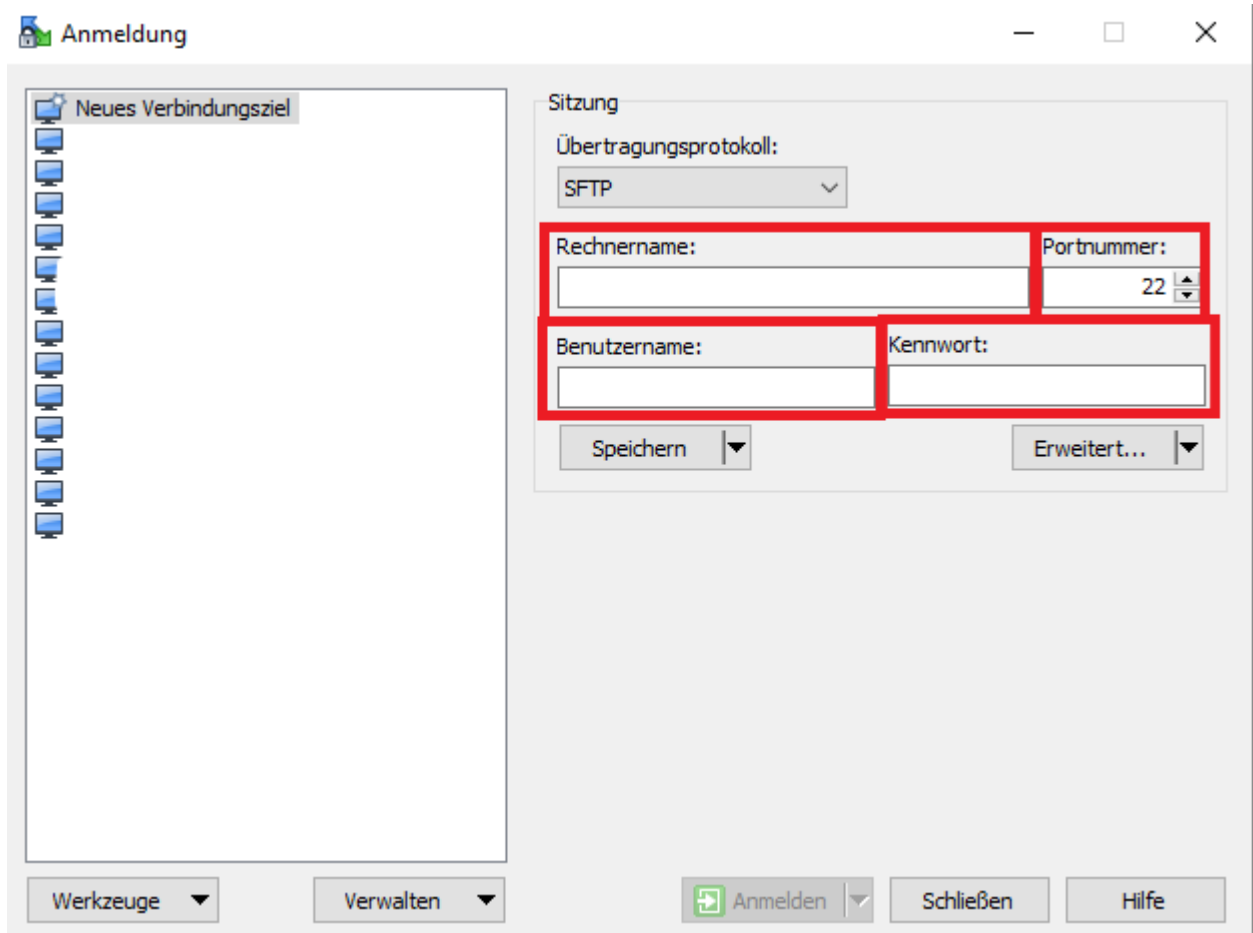 Anmeldung
Neues Verbindungsziel
Sitzung
Übertragungsprotokoll:
SFTP
Rechnername:
Portnummer:
22
Benutzername:
Kennwort:
Speichern
Erweitert...
Werkzeuge
Verwalten
Anmelden
Schließen
Hilfe